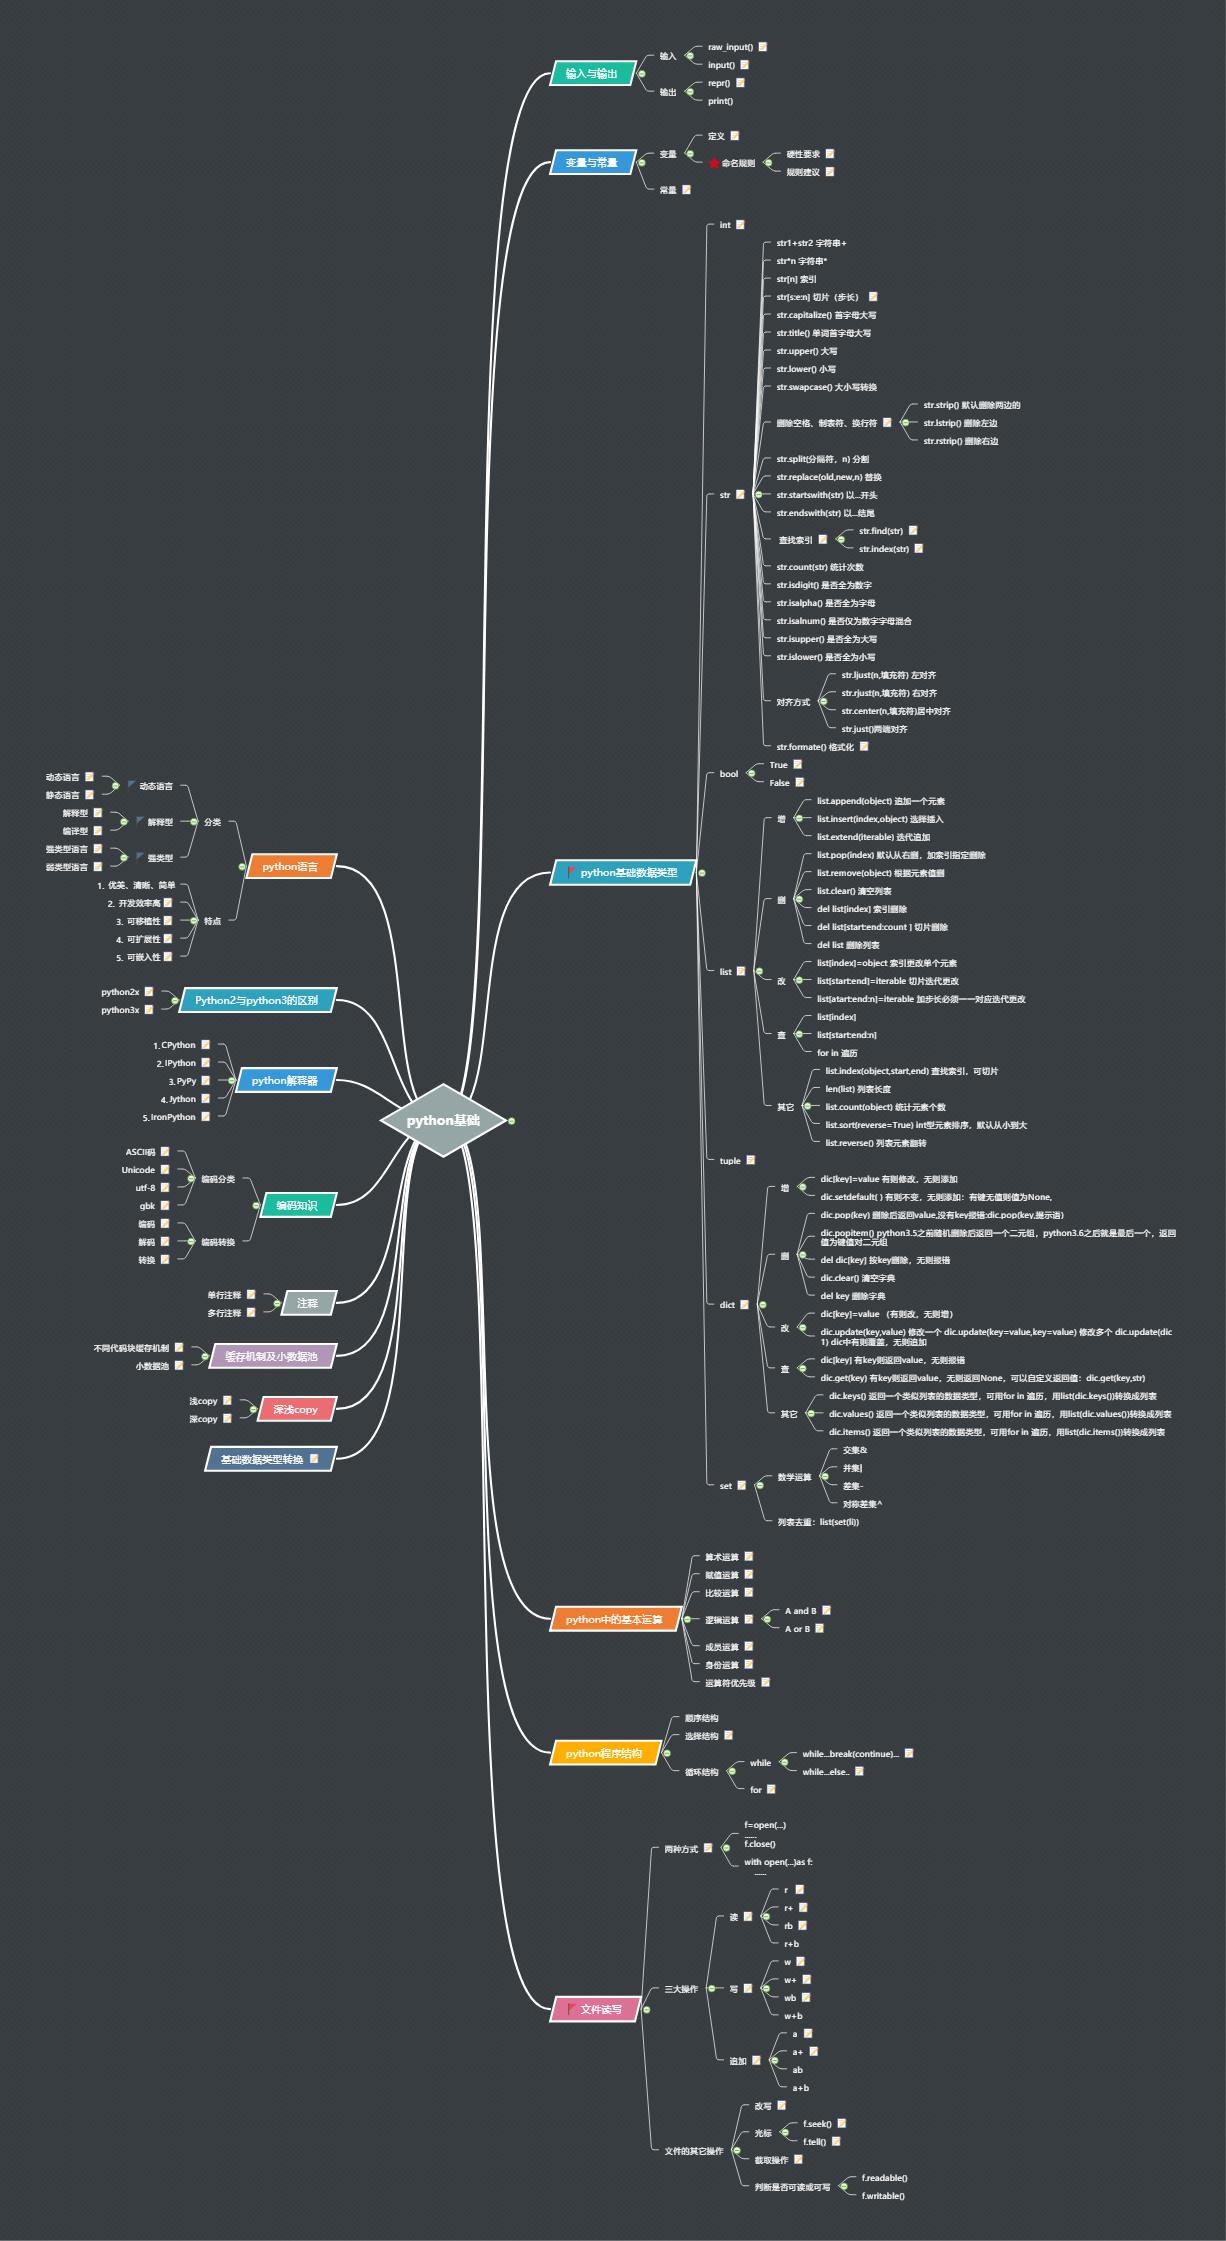 python基础
输入与输出
输入
raw_input()
input()
输出
repr()
print()
变量与常量
变量
定义
命名规则
硬性要求
规则建议
常量
python基础数据类型
int
str
str1+str2 字符串+
str*n 字符串*
str[n] 索引
str[s:e:n] 切片（步长）
str.capitalize() 首字母大写
str.title() 单词首字母大写
str.upper() 大写
str.lower() 小写
str.swapcase() 大小写转换
删除空格、制表符、换行符
str.strip() 默认删除两边的
str.lstrip() 删除左边
str.rstrip() 删除右边
str.split(分隔符，n) 分割
str.replace(old,new,n) 替换
str.startswith(str) 以...开头
str.endswith(str) 以...结尾
查找索引
str.find(str)
str.index(str)
str.count(str) 统计次数
str.isdigit() 是否全为数字
str.isalpha() 是否全为字母
str.isalnum() 是否仅为数字字母混合
str.isupper() 是否全为大写
str.islower() 是否全为小写
对齐方式
str.ljust(n,填充符) 左对齐
str.rjust(n,填充符) 右对齐
str.center(n,填充符)居中对齐
str.just()两端对齐
str.formate() 格式化
bool
True
False
list
增
list.append(object) 追加一个元素
list.insert(index,object) 选择插入
list.extend(iterable) 迭代追加
删
list.pop(index) 默认从右删，加索引指定删除
list.remove(object) 根据元素值删
list.clear() 清空列表
del list[index] 索引删除
del list[start:end:count ] 切片删除
del list 删除列表
改
list[index]=object 索引更改单个元素
list[start:end]=iterable 切片迭代更改
list[atart:end:n]=iterable 加步长必须一一对应迭代更改
查
list[index]
list[start:end:n]
for in 遍历
其它
list.index(object,start,end) 查找索引，可切片
len(list) 列表长度
list.count(object) 统计元素个数
list.sort(reverse=True) int型元素排序，默认从小到大
list.reverse() 列表元素翻转
tuple
dict
增
dic[key]=value 有则修改，无则添加
dic.setdefault( ) 有则不变，无则添加：有键无值则值为None,
删
dic.pop(key) 删除后返回value,没有key报错:dic.pop(key,提示语)
dic.popitem() python3.5之前随机删除后返回一个二元组，python3.6之后就是最后一个，返回
值为键值对二元组
del dic[key] 按key删除，无则报错
dic.clear() 清空字典
del key 删除字典
改
dic[key]=value （有则改，无则增）
dic.update(key,value) 修改一个 dic.update(key=value,key=value) 修改多个 dic.update(dic
1) dic中有则覆盖，无则追加
查
dic[key] 有key则返回value，无则报错
dic.get(key) 有key则返回value，无则返回None，可以自定义返回值：dic.get(key,str)
其它
dic.keys() 返回一个类似列表的数据类型，可用for in 遍历，用list(dic.keys())转换成列表
dic.values() 返回一个类似列表的数据类型，可用for in 遍历，用list(dic.values())转换成列表
dic.items() 返回一个类似列表的数据类型，可用for in 遍历，用list(dic.items())转换成列表
set
数学运算
交集&
并集|
差集-
对称差集^
列表去重：list(set(li))
python中的基本运算
算术运算
赋值运算
比较运算
逻辑运算
A and B
A or B
成员运算
身份运算
运算符优先级
python程序结构
顺序结构
选择结构
循环结构
while
while...break(continue)...
while...else..
for
文件读写
两种方式
f=open(...)
......
f.close()
with open(...)as f:
......
三大操作
读
r
r+
rb
r+b
写
w
w+
wb
w+b
追加
a
a+
ab
a+b
文件的其它操作
改写
光标
f.seek()
f.tell()
截取操作
判断是否可读或可写
f.readable()
f.writable()
python语言
分类
动态语言
动态语言
静态语言
解释型
解释型
编译型
强类型
强类型语言
弱类型语言
特点
1. 优美、清晰、简单
2. 开发效率高
3. 可移植性
4. 可扩展性
5. 可嵌入性
Python2与python3的区别
python2x
python3x
python解释器
1. CPython
2. IPython
3. PyPy
4. Jython
5. IronPython
编码知识
编码分类
ASCII码
Unicode
utf-8
gbk
编码转换
编码
解码
转换
注释
单行注释
多行注释
缓存机制及小数据池
不同代码块缓存机制
小数据池
深浅copy
浅copy
深copy
基础数据类型转换